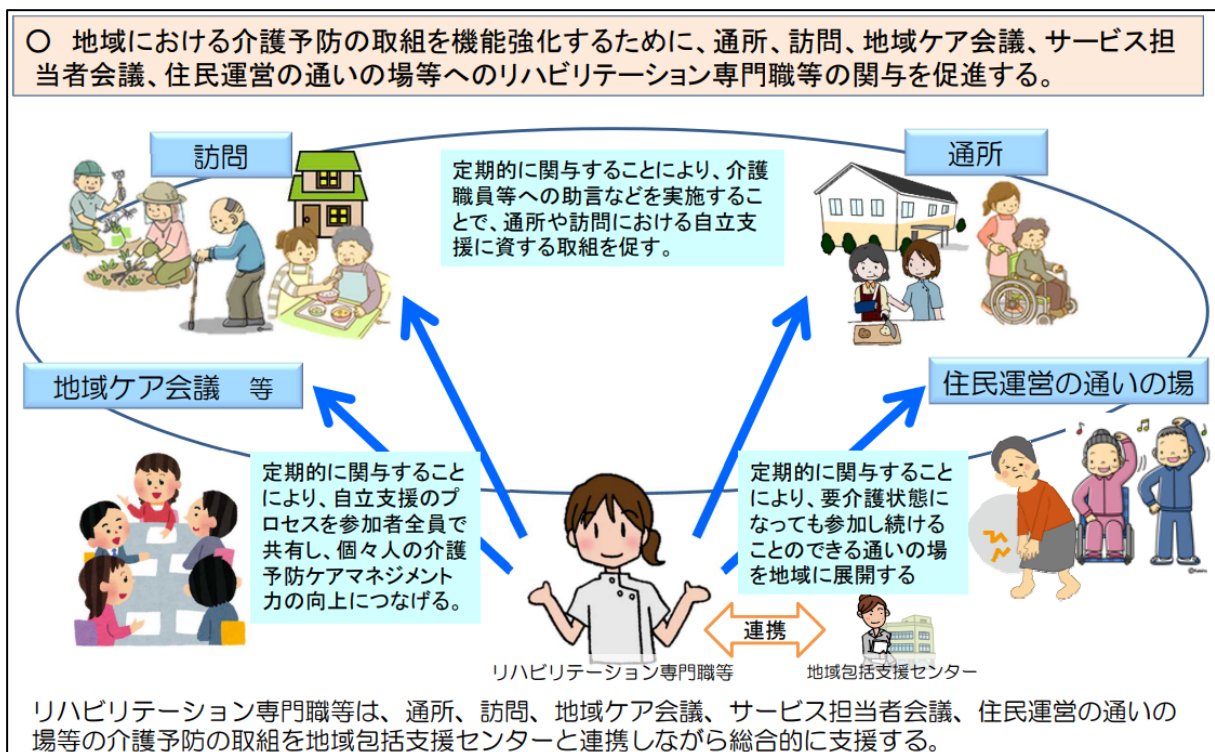 ○ 地域における介護予防の取組を機能強化するために、通所、訪問、地域ケア会議、サービス担
当者会議、住民運営の通いの場等へのリハビリテーション専門職等の関与を促進する。
訪問
定期的に関与することにより、介護
職員等への助言などを実施するこ
とで、通所や訪問における自立支
援に資する取組を促す。
通所
地域ケア会議 等
住民運営の通いの場
定期的に関与すること
により、自立支援のプ
ロセスを参加者全員で
共有し、個々人の介護
予防ケアマネジメント
力の向上につなげる。
定期的に関与すること
により、要介護状態に
なっても参加し続ける
ことのできる通いの場
を地域に展開する
連携
リハビリテーション専門職等
地域包括支援センター
リハビリテーション専門職等は、通所、訪問、地域ケア会議、サービス担当者会議、住民運営の通いの
場等の介護予防の取組を地域包括支援センターと連携しながら総合的に支援する。